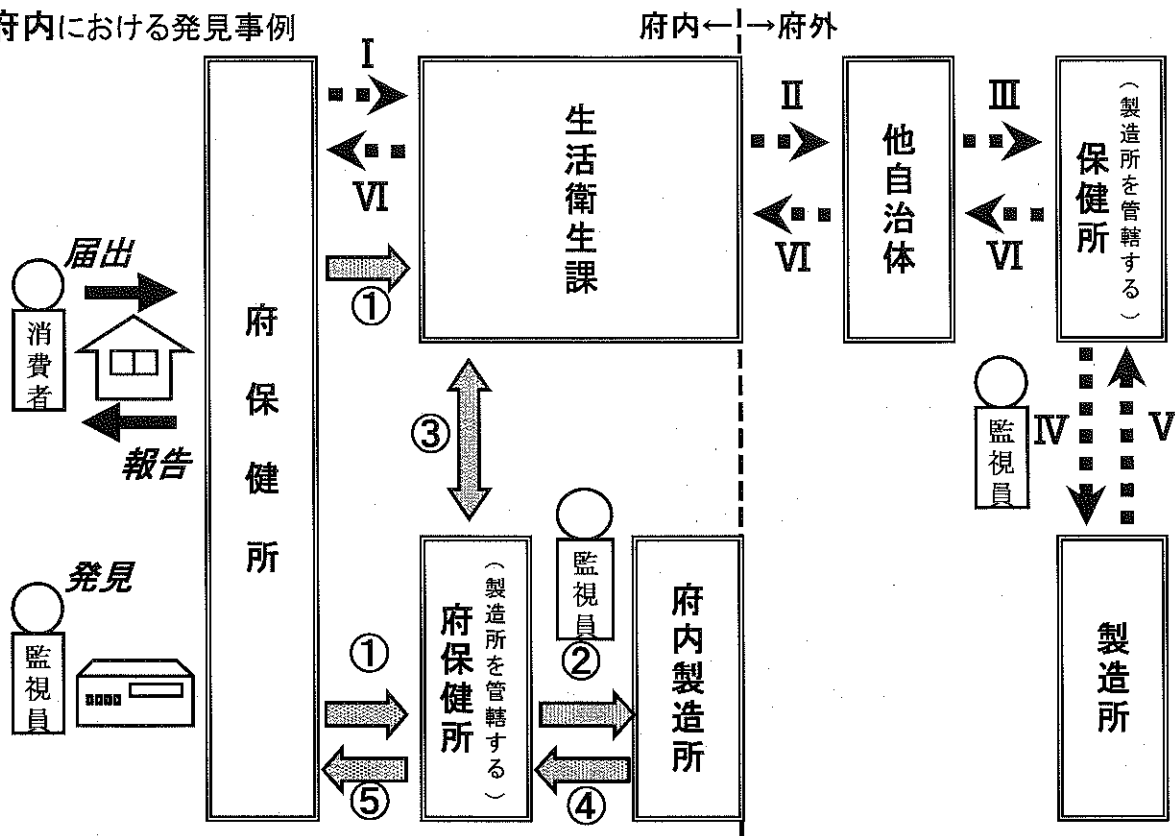 府内における発見事例
府内←
→府外
Ⅰ
Ⅵ
①
生活衛生課
Ⅱ
Ⅵ
他自治体
Ⅲ
Ⅵ
保健所
(製造所を管轄する)
届出
消費者
報告
府保健所
③
監視員
Ⅳ
Ⅴ
発見
監視員
①
⑤
府保健所
(製造所を管轄する)
監視員
②
④
府内製造所
製造所